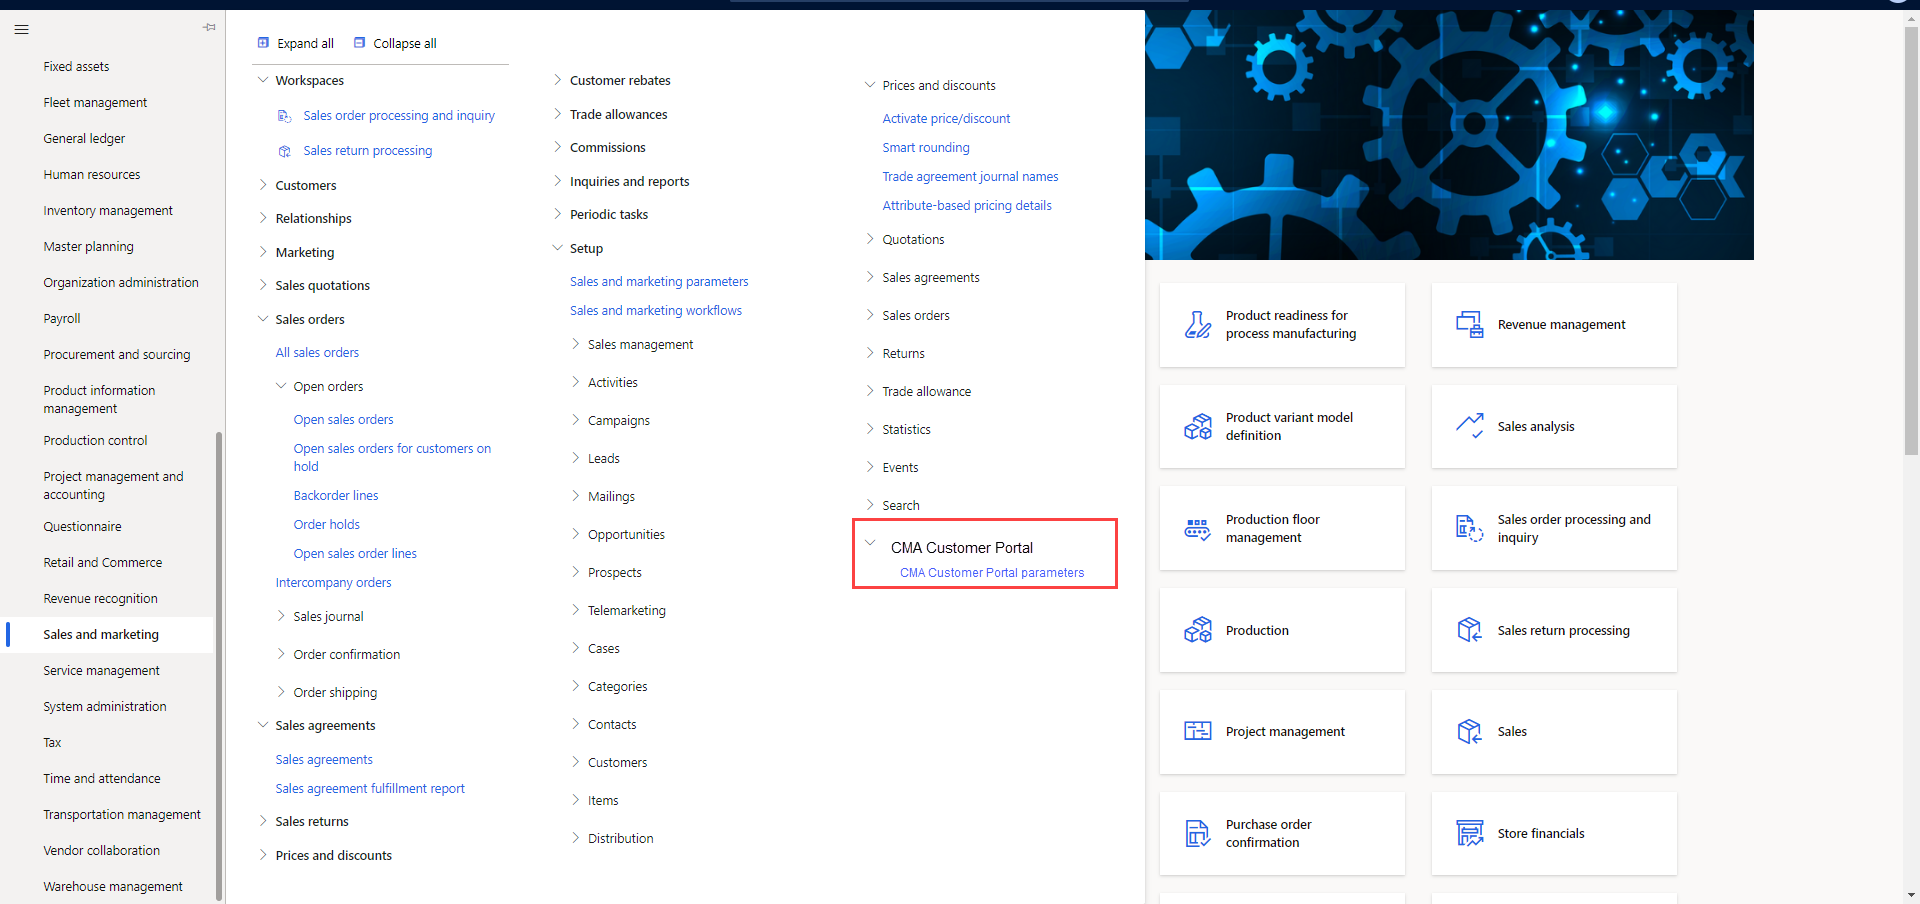 Fixed assets
Fleet management
General ledger
Human resources
Inventory management
Master planning
Organization administration
Payroll
Procurement and sourcing
Product information
management
Production control
Project management and
accounting
Questionnaire
Retail and Commerce
Revenue recognition
Sales and marketing
Service management
System administration
Tax
Time and attendance
Transportation management
Vendor collaboration
Warehouse management
Expand all
Collapse all
Workspaces
Sales order processing and inquiry
Sales return processing
Customers
Relationships
Marketing
Sales quotations
Sales orders
All sales orders
Open orders
Open sales orders
Open sales orders for customers on
hold
Backorder lines
Order holds
Open sales order lines
Intercompany orders
Sales journal
Order confirmation
Order shipping
Sales agreements
Sales agreements
Sales agreement fulfillment report
Sales returns
Prices and discounts
Customer rebates
Trade allowances
Commissions
Inquiries and reports
Periodic tasks
Setup
Sales and marketing parameters
Sales and marketing workflows
Sales management
Activities
Campaigns
Leads
Mailings
Opportunities
Prospects
Telemarketing
Cases
Categories
Contacts
Customers
Items
Distribution
Prices and discounts
Activate price/discount
Smart rounding
Trade agreement journal names
Attribute-based pricing details
Quotations
Sales agreements
Sales orders
Returns
Trade allowance
Statistics
Events
Search
CMA Customer Portal
CMA Customer Portal parameters
Product readiness for
process manufacturing
Revenue management
Product variant model
definition
Sales analysis
Production floor
management
Sales order processing and
inquiry
Production
Sales return processing
Project management
Sales
Purchase order
confirmation
Store financials